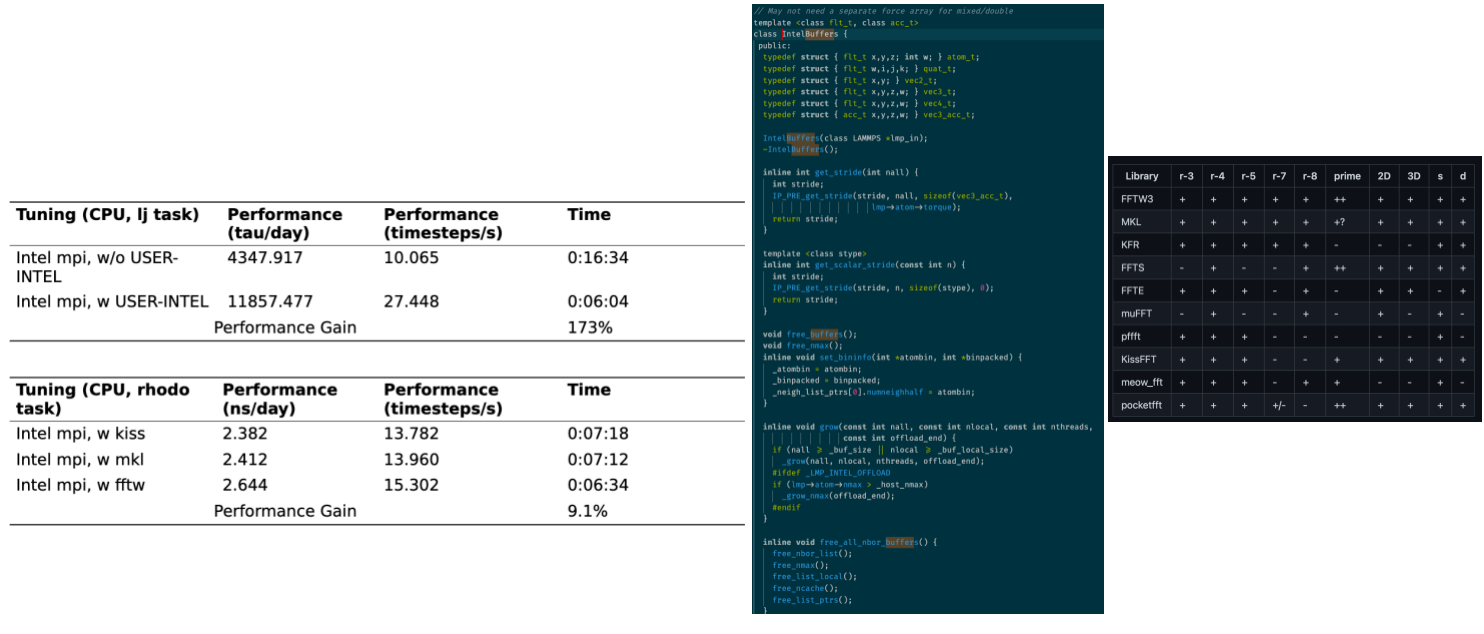 Tuning (CPU, lj task) Performance (tau/day) Performance (timesteps/s) Time
Intel mpi, w/o USER-INTEL 4347.917 10.065 0:16:34
Intel mpi, w USER-INTEL 11857.477 27.448 0:06:04
Performance Gain 173%
Tuning (CPU, rhodo task) Performance (ns/day) Performance (timesteps/s) Time
Intel mpi, w kiss 2.382 13.782 0:07:18
Intel mpi, w mkl 2.412 13.960 0:07:12
Intel mpi, w fftw 2.644 15.302 0:06:34
Performance Gain 9.1%
// May not need a separate force array for mixed/double
template <class flt_t, class acc_t>
class IntelBuffers {
public:
typedef struct { flt_t x,y,z; int w; } atom_t;
typedef struct { flt_t w,i,j,k; } quat_t;
typedef struct { flt_t x,y; } vec2_t;
typedef struct { flt_t x,y,z,w; } vec3_t;
typedef struct { flt_t x,y,z,w; } vec4_t;
typedef struct { acc_t x,y,z,w; } vec3_acc_t;
IntelBuffers(class LAMMPS *lmp_in);
~IntelBuffers();
inline int get_stride(int nall) {
int stride;
IP_PRE_get_stride(stride, nall, sizeof(vec3_acc_t),
lmp→atom→torque);
return stride;
}
template <class stype>
inline int get_scalar_stride(const int n) {
int stride;
IP_PRE_get_stride(stride, n, sizeof(stype), 0);
return stride;
}
void free_buffers();
void free_nmax();
inline void set_bininfo(int *atombin, int *binpacked) {
_atombin = atombin;
_binpacked = binpacked;
_neigh_list_ptrs[0].numneighhalf = atombin;
}
inline void grow(const int nall, const int nlocal, const int nthreads,
const int offload_end) {
if (nall ≥ _buf_size || nlocal ≥ _buf_local_size)
_grow(nall, nlocal, nthreads, offload_end);
#ifdef _LMP_INTEL_OFFLOAD
if (lmp→atom→nmax > _host_nmax)
_grow_nmax(offload_end);
#endif
}
inline void free_all_nbor_buffers() {
free_nbor_list();
free_nmax();
free_list_local();
free_ncache();
free_list_ptrs();
}
Library r-3 r-4 r-5 r-7 r-8 prime 2D 3D s d
FFTW3 + + + + + ++ + + + +
MKL + + + + + +? + + + +
KFR + + + + + - - - + +
FFTS - + - - + ++ + + + +
FFTE + + + - + - + + - +
muFFT - + - - + - + - + -
pffft + + + - - - - - + -
KissFFT + + + - - + + + + +
meow_fft + + + - + + - - + -
pocketfft + + + +/- - ++ + + + +